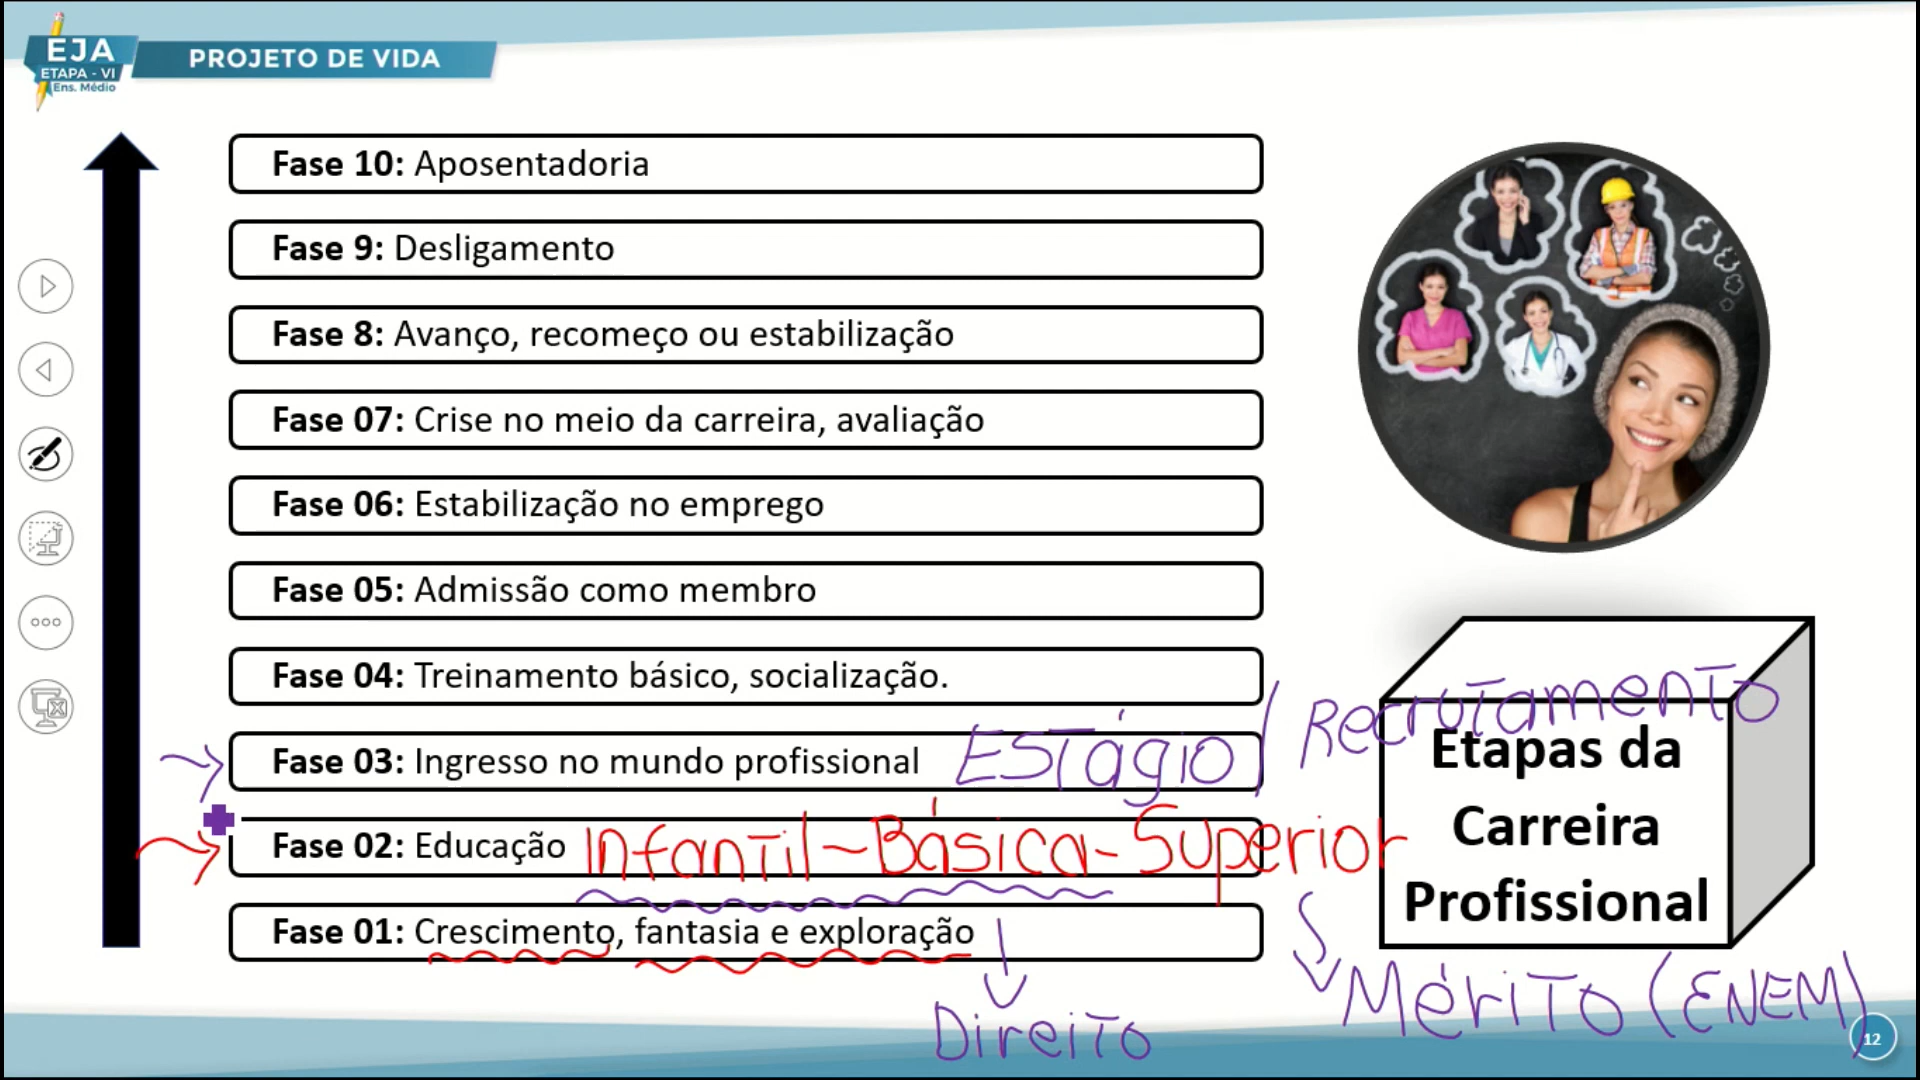 EJA
ETAPA - VI
Ens. Médio
PROJETO DE VIDA
Fase 10: Aposentadoria
Fase 9: Desligamento
Fase 8: Avanço, recomeço ou estabilização
Fase 07: Crise no meio da carreira, avaliação
Fase 06: Estabilização no emprego
Fase 05: Admissão como membro
Fase 04: Treinamento básico, socialização.
Fase 03: Ingresso no mundo profissional Estágio / Recrutamento
Fase 02: Educação Infantil - Básica - Superior
Fase 01: Crescimento, fantasia e exploração
Direito
Mérito (ENEM)
Etapas da
Carreira
Profissional
12